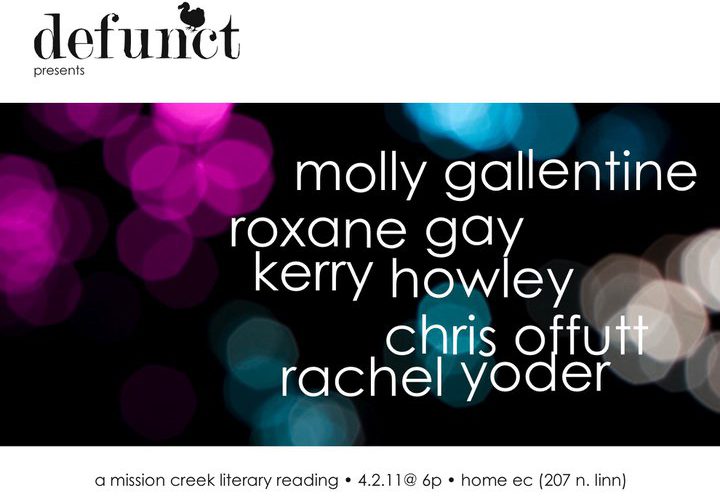 defunct
presents
molly gallentine
roxane gay
kerry howley
chris offutt
rachel yoder
a mission creek literary reading • 4.2.11@ 6p • home ec (207 n. linn)